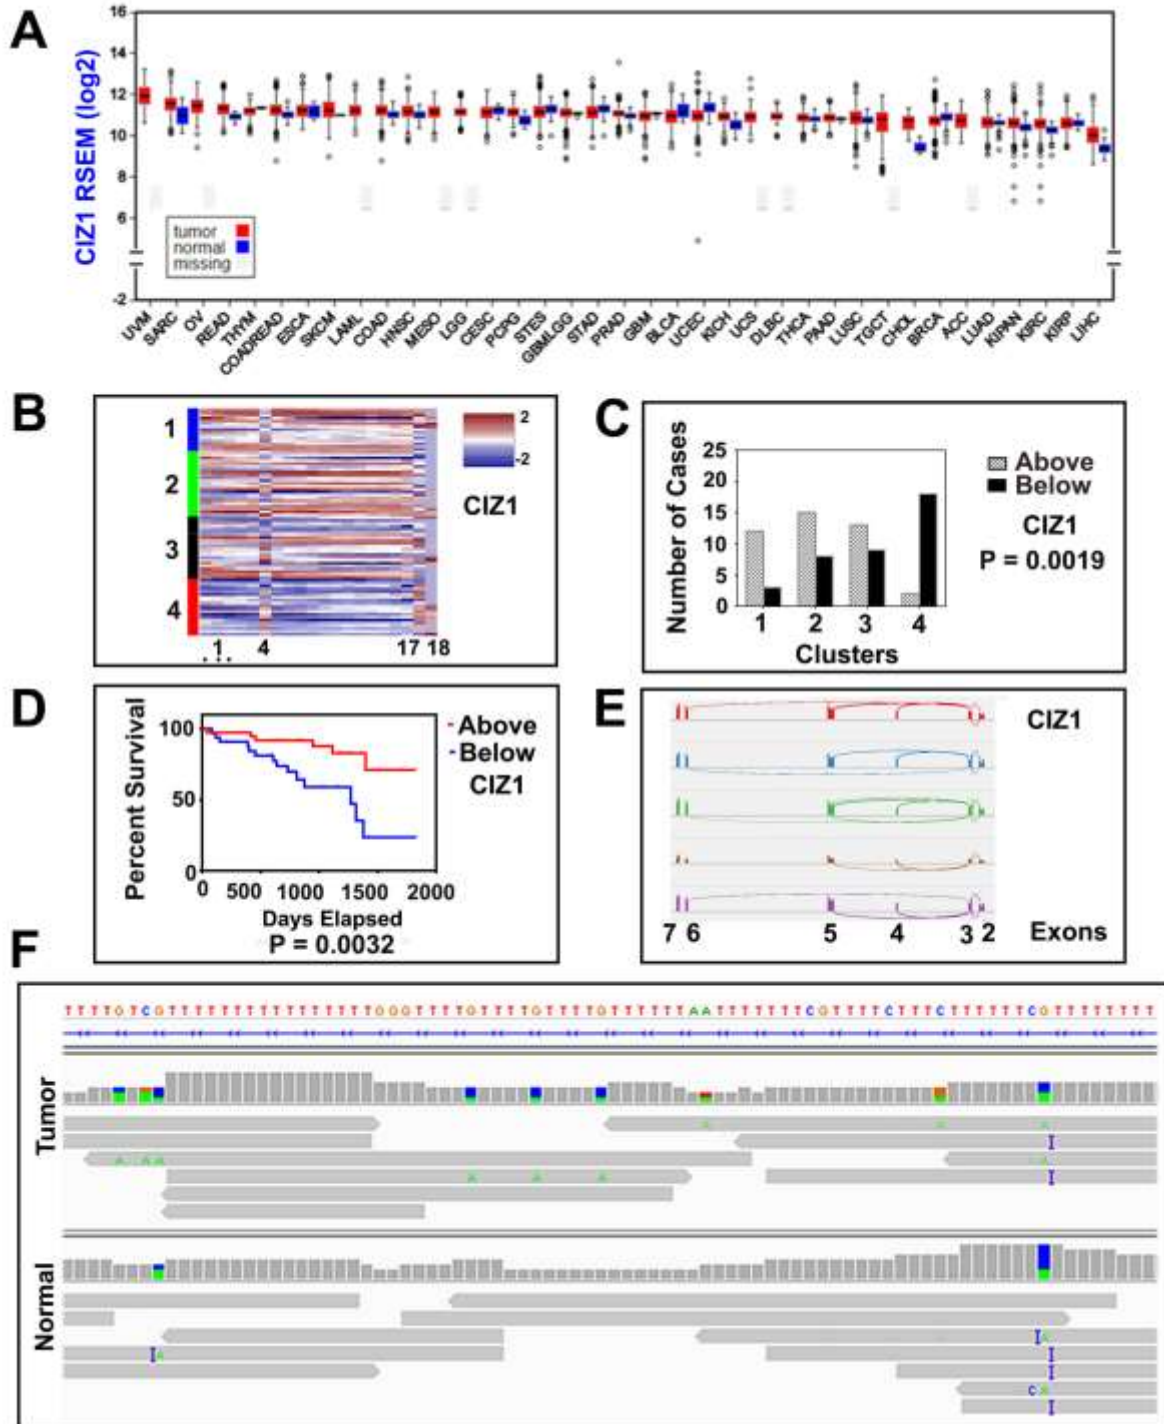 A
CIZ1 RSEM (log2)
16
14
12
10
8
6
-2
tumor
normal
missing
UVM SARC OV READ THYM COADREAD ESCA SKCM LAML COAD HNSC MESO LGG CESC PCPG STES GBMLGG STAD PRAD GBM BLCA UCEC KICH UCS DLBC THCA PAAD LUSC TGCT CHOL BRCA ACC LUAD KIPAN KIRC KIRP LIHC
B
1
2
3
4
2
-2
CIZ1
1 4 17 18
C
Number of Cases
25
20
15
10
5
0
1 2 3 4
Clusters
Above
Below
CIZ1
P = 0.0019
D
Percent Survival
100
50
0
0 500 1000 1500 2000
Days Elapsed
P = 0.0032
Above
Below
CIZ1
E
CIZ1
7 6 5 4 3 2 Exons
F
TTTTGTCGTTTTTTTTTTTTTTTTGGGTTTTGTTTTGTTTTGTTTTTTAATTTTTTTCGTTTTCTTTCTTTTTTCGTTTTTTTT
Tumor
A A A
I
A A A A
A A A I
Normal
I A
I A I
I
C A
I